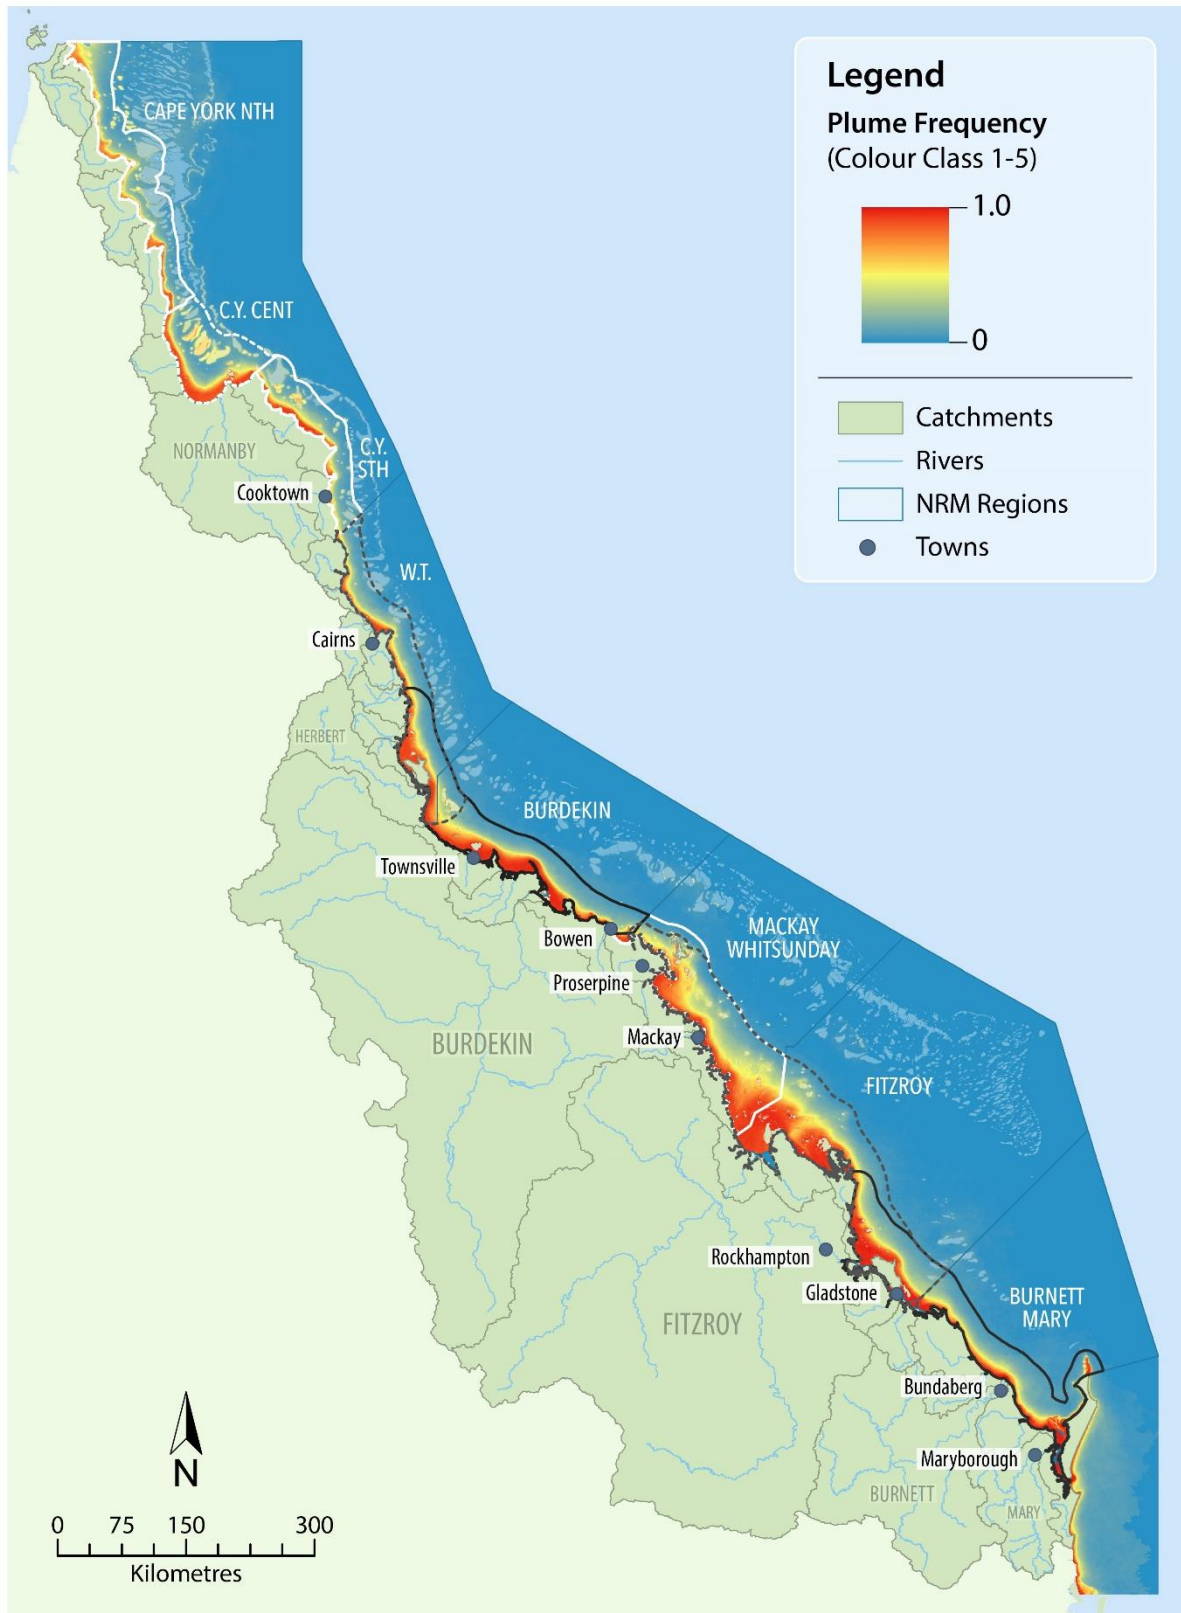 Legend
Plume Frequency
(Colour Class 1-5)
1.0
0
Catchments
Rivers
NRM Regions
Towns
CAPE YORK NTH
C.Y. CENT
C.Y.
STH
NORMANBY
Cooktown
W.T.
Cairns
HERBERT
BURDEKIN
Townsville
Bowen
MACKAY
WHITSUNDAY
Proserpine
Mackay
BURDEKIN
FITZROY
Rockhampton
Gladstone
FITZROY
BURNETT
MARY
Bundaberg
Maryborough
BURNETT
MARY
N
0 75 150 300
Kilometres